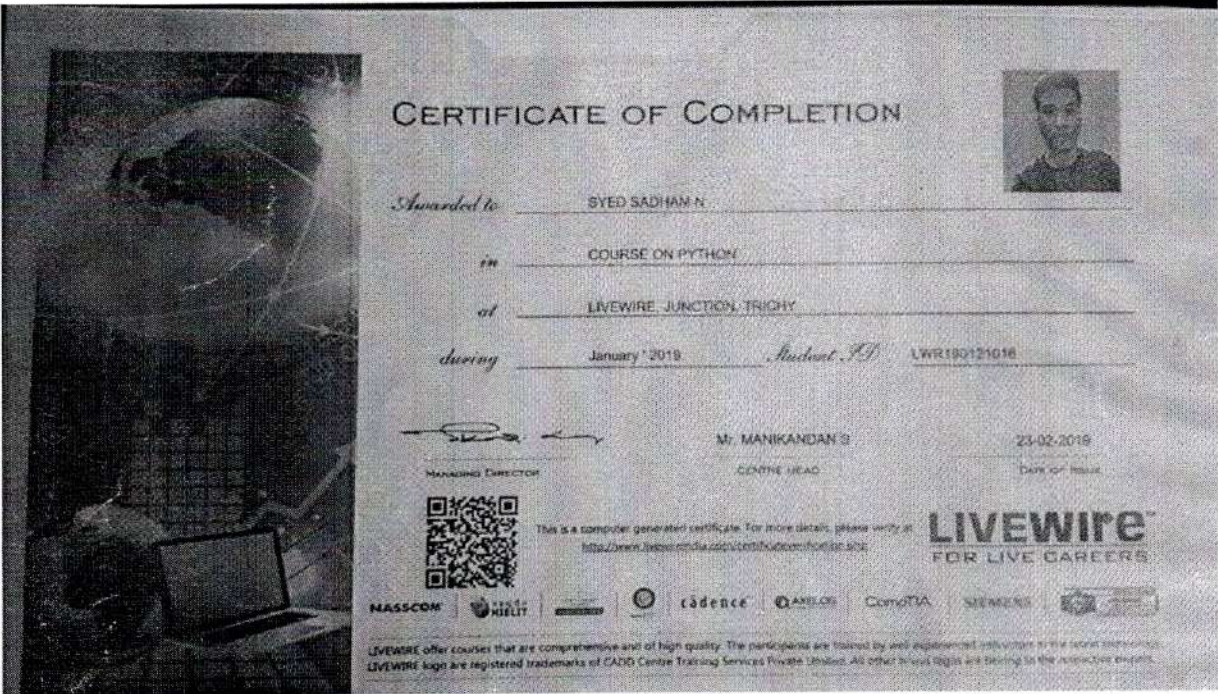 CERTIFICATE OF COMPLETION
Awarded to SYED SADHAM N
in COURSE ON PYTHON
at LIVEWIRE, JUNCTION, TRICHY
during January ' 2019 Student ID LWR190121016
Mr. MANIKANDAN S 23-02-2019
MANAGING DIRECTOR CENTRE HEAD DATE OF ISSUE
This is a computer generated certificate. For more details, please verify at
LIVEWIRE
FOR LIVE CAREERS
NASSCOM NIELIT cādence AXELOS CompTIA SIEMENS
LIVEWIRE offer courses that are comprehensive and of high quality. The participants are trained by well experienced
LIVEWIRE logo are registered trademarks of CADD Centre Training Services Private Limited. All other